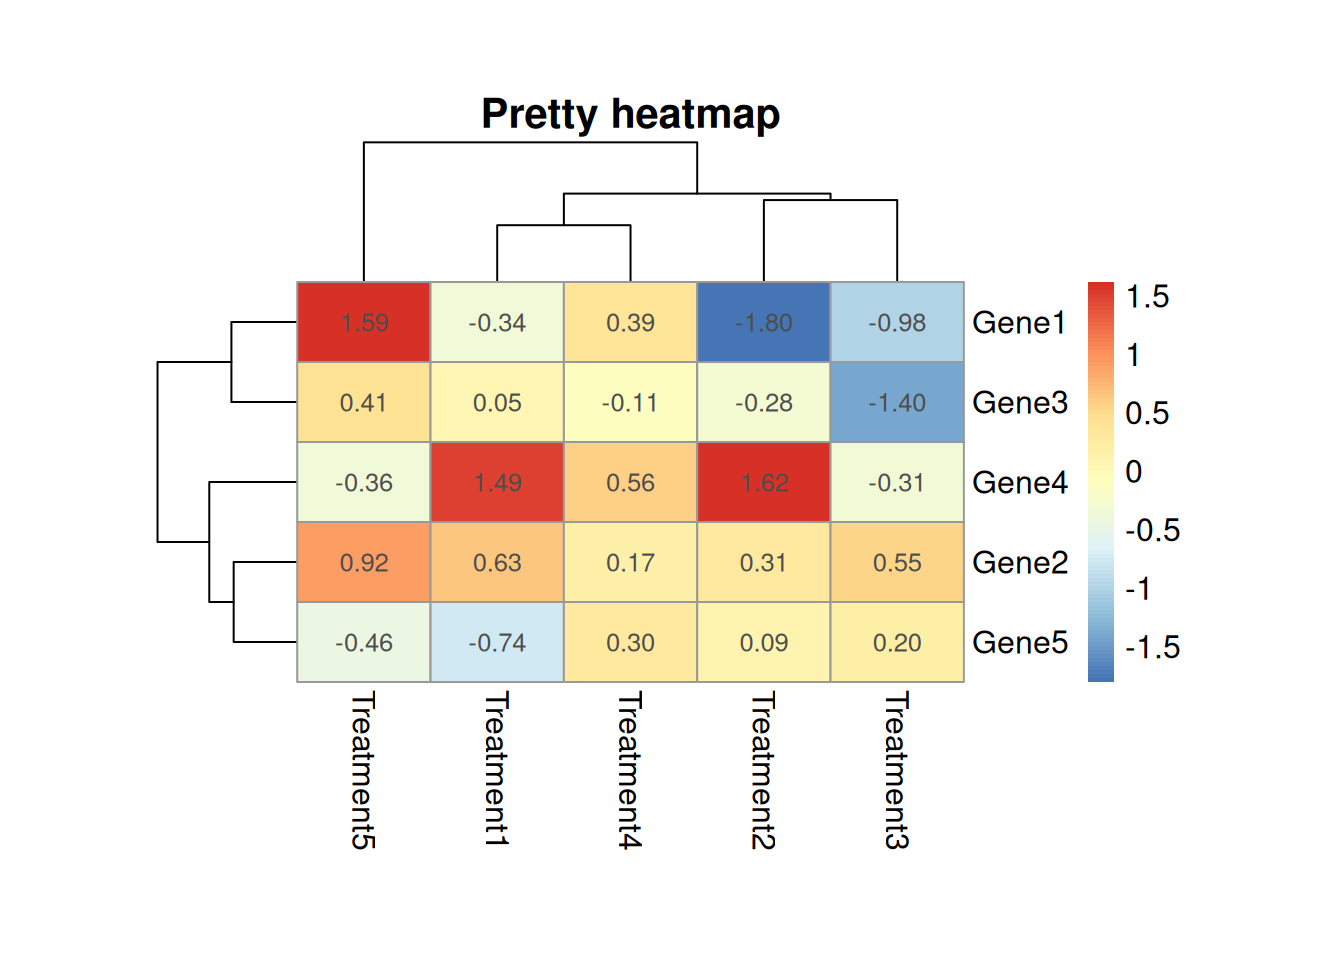 Pretty heatmap
1.59 -0.34 0.39 -1.80 -0.98 Gene1
0.41 0.05 -0.11 -0.28 -1.40 Gene3
-0.36 1.49 0.56 1.62 -0.31 Gene4
0.92 0.63 0.17 0.31 0.55 Gene2
-0.46 -0.74 0.30 0.09 0.20 Gene5
Treatment5
Treatment1
Treatment4
Treatment2
Treatment3
1.5
1
0.5
0
-0.5
-1
-1.5